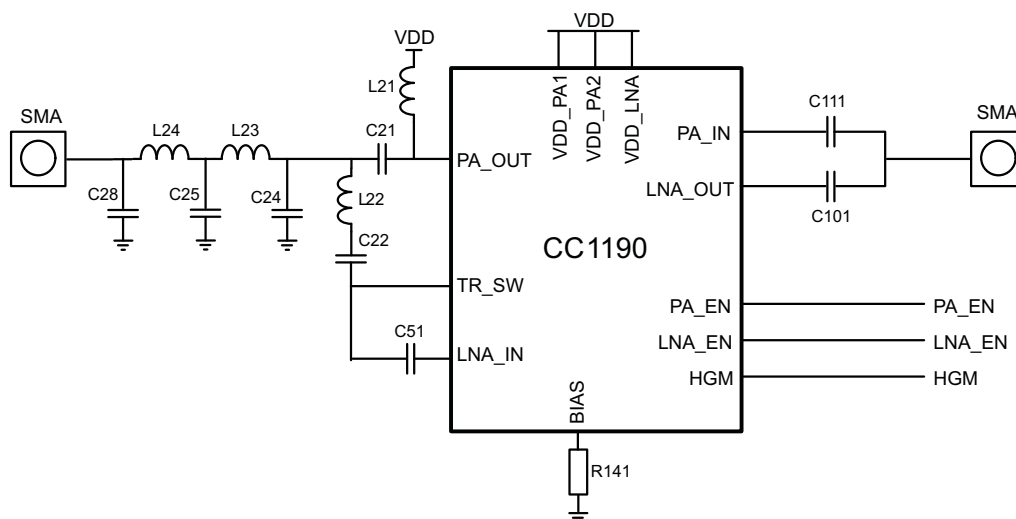 VDD
VDD
L21
VDD_PA1
VDD_PA2
VDD_LNA
SMA
L24
L23
C21
C111
SMA
PA_IN
PA_OUT
C28
C25
C24
L22
LNA_OUT
C101
C22
CC1190
TR_SW
PA_EN
PA_EN
C51
LNA_IN
LNA_EN
LNA_EN
HGM
HGM
BIAS
R141